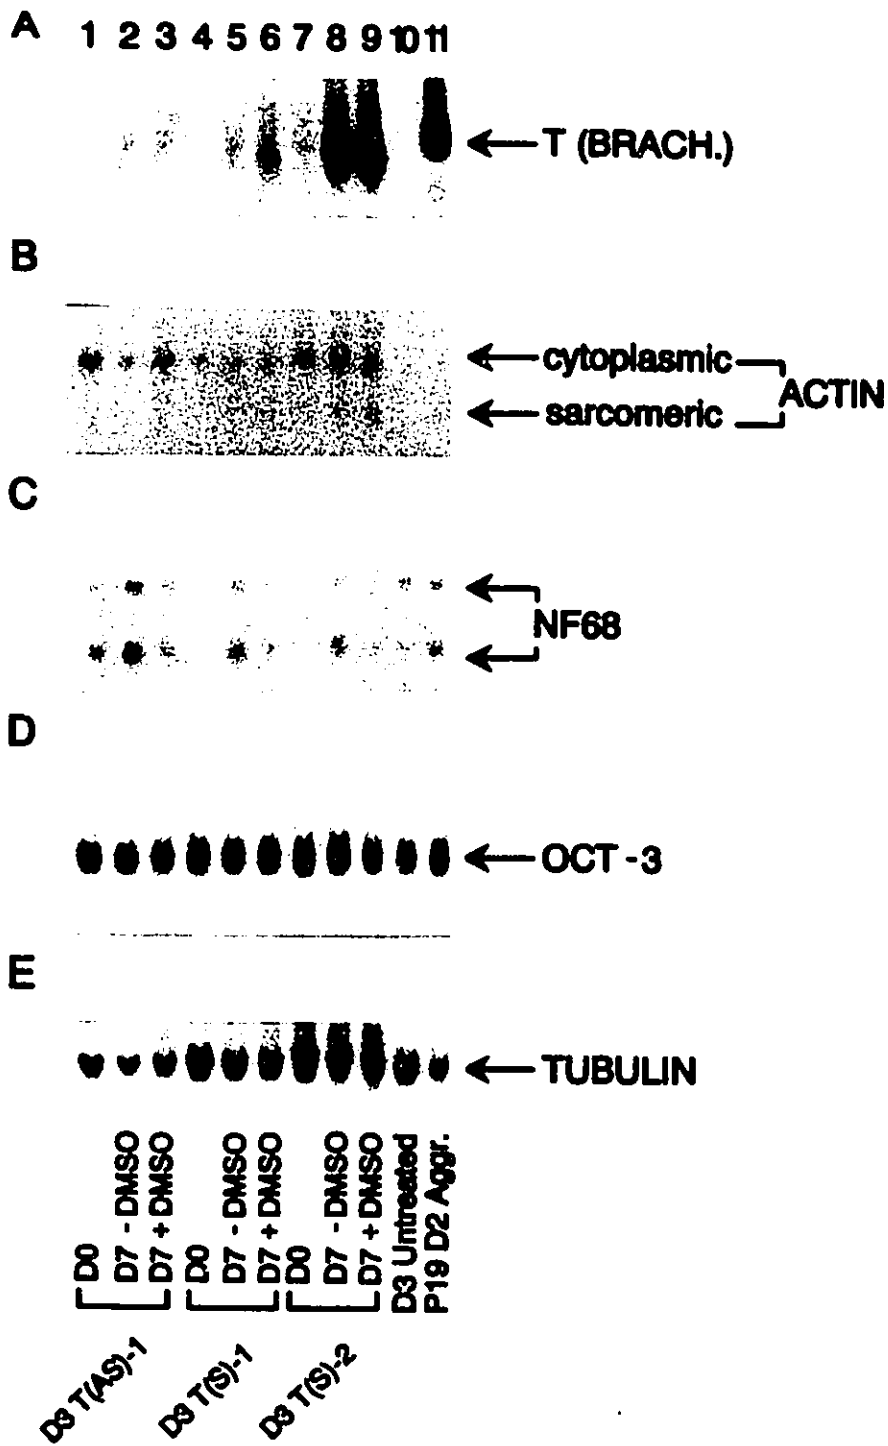 A 1 2 3 4 5 6 7 8 9 10 11
T (BRACH.)
B
cytoplasmic
ACTIN
sarcomeric
C
NF68
D
OCT - 3
E
TUBULIN
D0
D7 - DMSO
D7 + DMSO
D0
D7 - DMSO
D7 + DMSO
D0
D7 - DMSO
D7 + DMSO
D3 Untreated
P19 D2 Aggr.
D3 T(AS)-1
D3 T(S)-1
D3 T(S)-2